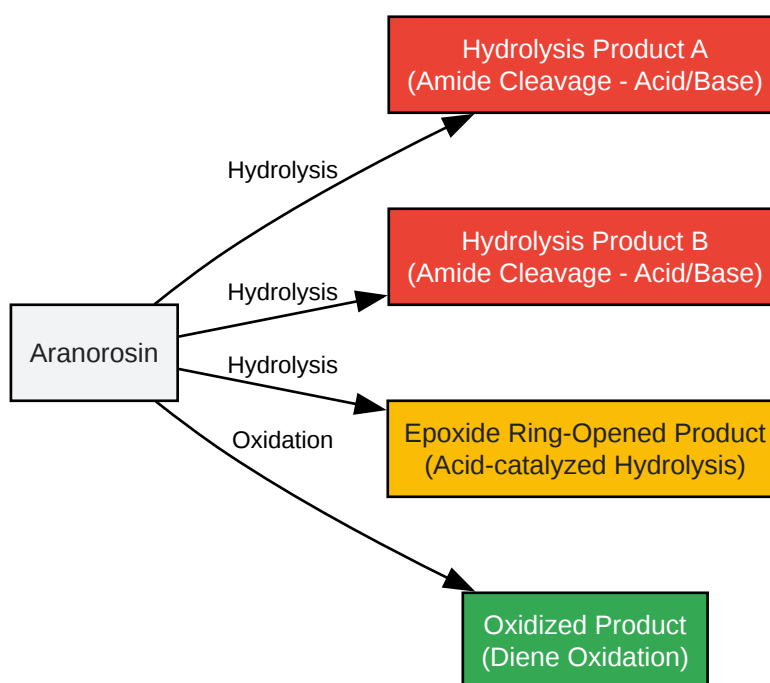 Hydrolysis Product A
(Amide Cleavage - Acid/Base)
Hydrolysis
Hydrolysis Product B
(Amide Cleavage - Acid/Base)
Hydrolysis
Aranorosin
Hydrolysis
Epoxide Ring-Opened Product
(Acid-catalyzed Hydrolysis)
Oxidation
Oxidized Product
(Diene Oxidation)